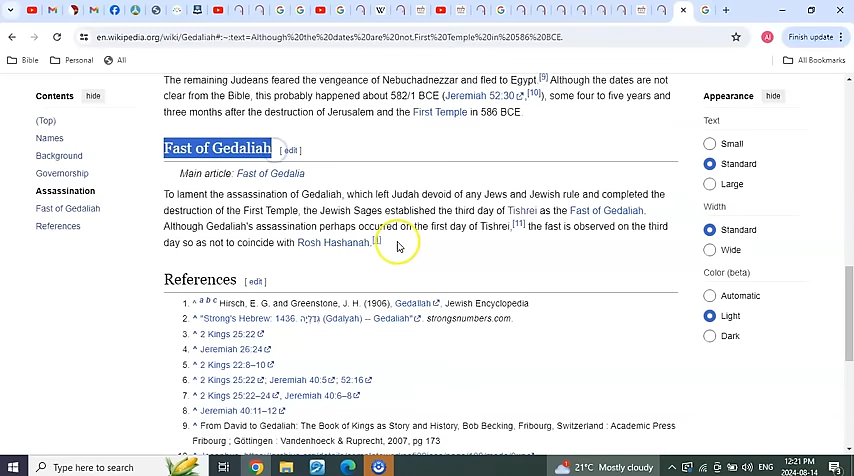 en.wikipedia.org/wiki/Gedaliah#:~:text=Although%20the%20dates%20are%20not,First%20Temple%20in%20586%20BCE.
Finish update
Bible
Personal
All
All Bookmarks
Contents hide
(Top)
Names
Background
Governorship
Assassination
Fast of Gedaliah
References
The remaining Judeans feared the vengeance of Nebuchadnezzar and fled to Egypt.[9] Although the dates are not
clear from the Bible, this probably happened about 582/1 BCE (Jeremiah 52:30,[10]), some four to five years and
three months after the destruction of Jerusalem and the First Temple in 586 BCE.
Fast of Gedaliah [ edit ]
Main article: Fast of Gedalia
To lament the assassination of Gedaliah, which left Judah devoid of any Jews and Jewish rule and completed the
destruction of the First Temple, the Jewish Sages established the third day of Tishrei as the Fast of Gedaliah.
Although Gedaliah's assassination perhaps occurred on the first day of Tishrei,[11] the fast is observed on the third
day so as not to coincide with Rosh Hashanah.
References [ edit ]
1. ^ a b c Hirsch, E. G. and Greenstone, J. H. (1906), Gedallah, Jewish Encyclopedia
2. ^ "Strong's Hebrew: 1436. גְּדַלְיָה (Gdalyah) -- Gedaliah". strongsnumbers.com.
3. ^ 2 Kings 25:22
4. ^ Jeremiah 26:24
5. ^ 2 Kings 22:8–10
6. ^ 2 Kings 25:22; Jeremiah 40:5; 52:16
7. ^ 2 Kings 25:22–24, Jeremiah 40:6–8
8. ^ Jeremiah 40:11–12
9. ^ From David to Gedaliah: The Book of Kings as Story and History, Bob Becking, Fribourg, Switzerland : Academic Press
Fribourg ; Göttingen : Vandenhoeck & Ruprecht, 2007, pg 173
Appearance hide
Text
Small
Standard
Large
Width
Standard
Wide
Color (beta)
Automatic
Light
Dark
Type here to search
21°C Mostly cloudy
ENG
12:21 PM
2024-08-14